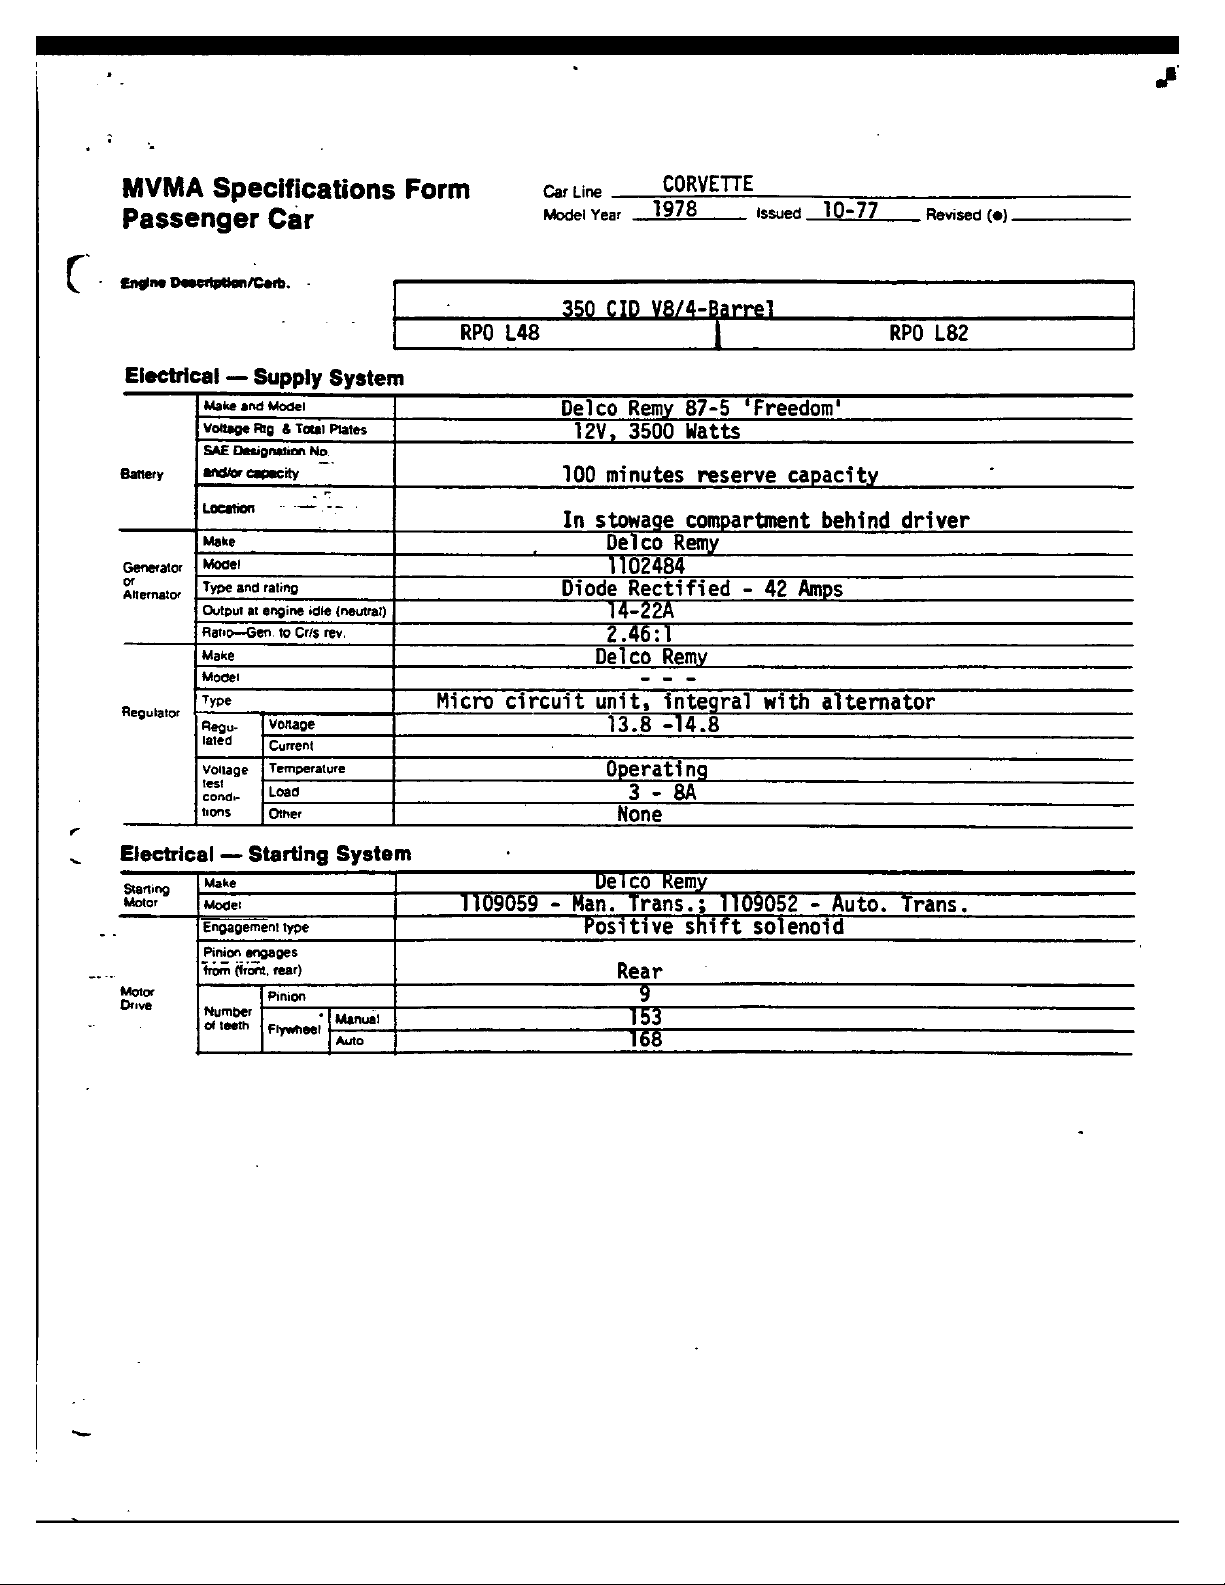 MVMA Specifications Form
Passenger Car
Car Line CORVETTE
Model Year 1978 Issued 10-77 Revised (•)
Engine Description/Carb.
350 CID V8/4-Barrel
RPO L48 RPO L82
Electrical — Supply System
Battery
Make and Model Delco Remy 87-5 'Freedom'
Voltage Rtg & Total Plates 12V, 3500 Watts
SAE Designation No.
and/or capacity 100 minutes reserve capacity
Location In stowage compartment behind driver
Generator
or
Alternator
Make Delco Remy
Model 1102484
Type and rating Diode Rectified - 42 Amps
Output at engine idle (neutral) 14-22A
Ratio—Gen. to Cr/s rev. 2.46:1
Regulator
Make Delco Remy
Model - - -
Type Micro circuit unit, integral with alternator
Regu-
lated
Voltage 13.8 -14.8
Current
Voltage
test
condi-
tions
Temperature Operating
Load 3 - 8A
Other None
Electrical — Starting System
Starting
Motor
Make Delco Remy
Model 1109059 - Man. Trans.; 1109052 - Auto. Trans.
Motor
Drive
Engagement type Positive shift solenoid
Pinion engages
from (front, rear) Rear
Number
of teeth
Pinion 9
Flywheel
Manual 153
Auto 168